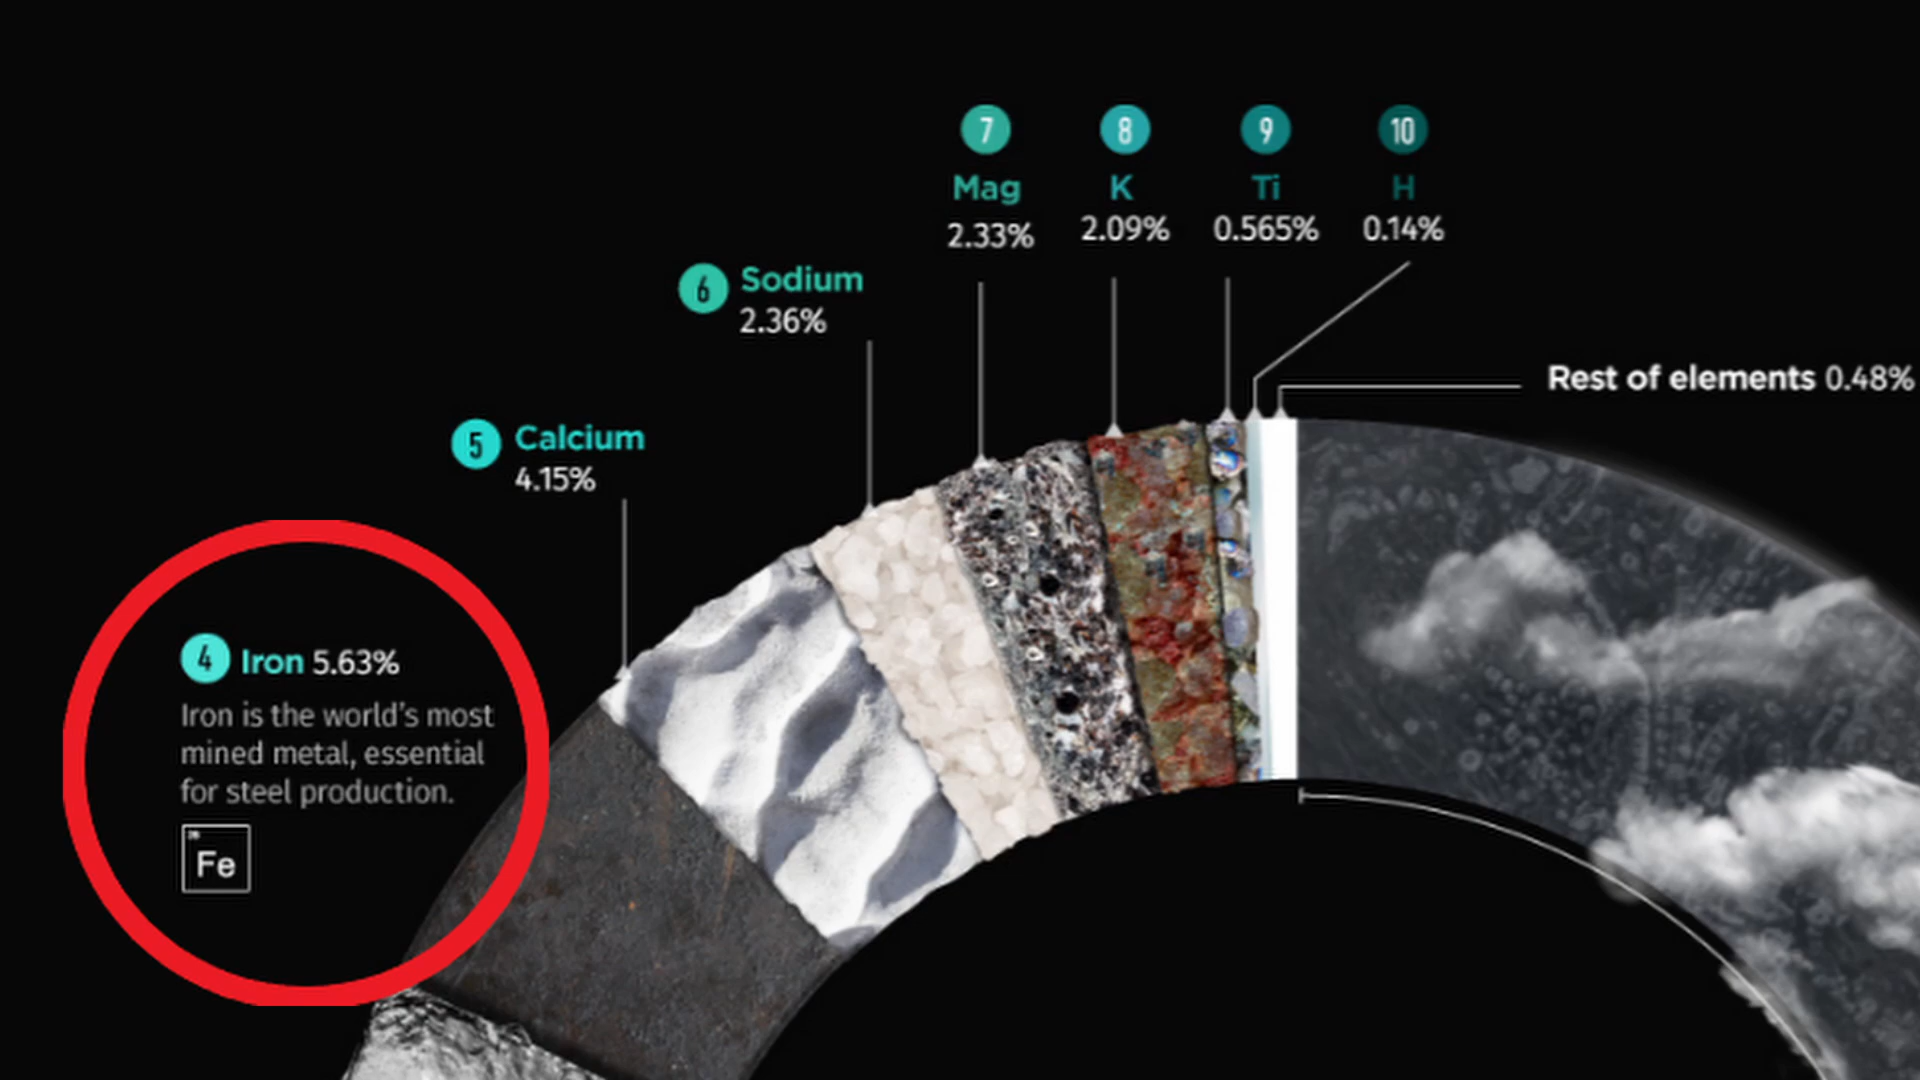 7
Mag
2.33%
8
K
2.09%
9
Ti
0.565%
10
H
0.14%
6 Sodium
2.36%
Rest of elements 0.48%
5 Calcium
4.15%
4 Iron 5.63%
Iron is the world's most
mined metal, essential
for steel production.
Fe